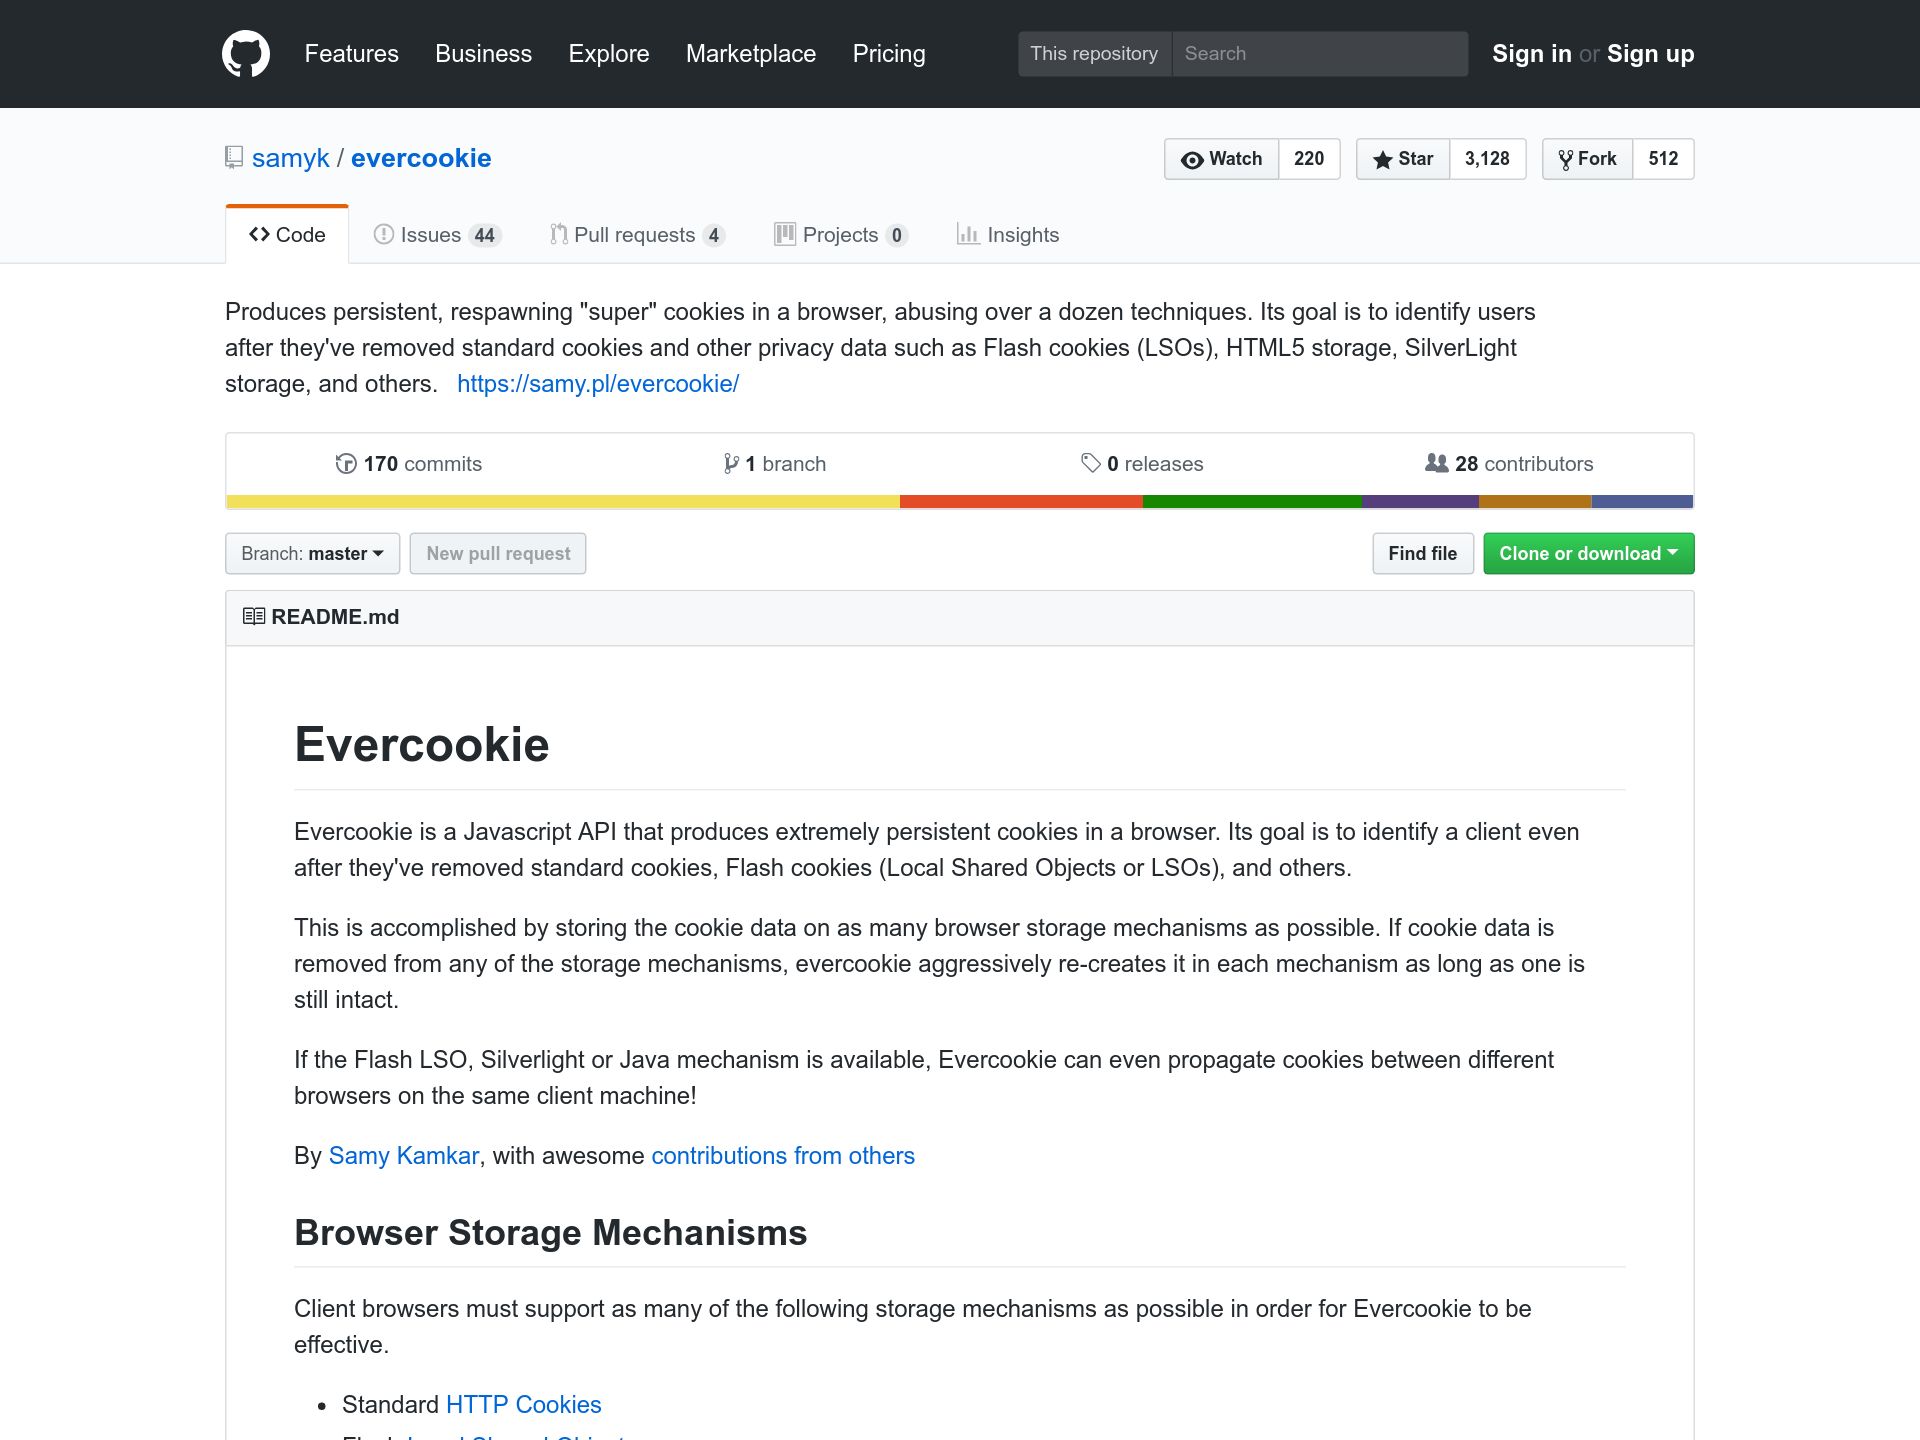 Features Business Explore Marketplace Pricing This repository Search Sign in or Sign up
samyk / evercookie Watch 220 Star 3,128 Fork 512
Code Issues 44 Pull requests 4 Projects 0 Insights
Produces persistent, respawning "super" cookies in a browser, abusing over a dozen techniques. Its goal is to identify users
after they've removed standard cookies and other privacy data such as Flash cookies (LSOs), HTML5 storage, SilverLight
storage, and others. https://samy.pl/evercookie/
170 commits 1 branch 0 releases 28 contributors
Branch: master New pull request Find file Clone or download
README.md
Evercookie
Evercookie is a Javascript API that produces extremely persistent cookies in a browser. Its goal is to identify a client even
after they've removed standard cookies, Flash cookies (Local Shared Objects or LSOs), and others.
This is accomplished by storing the cookie data on as many browser storage mechanisms as possible. If cookie data is
removed from any of the storage mechanisms, evercookie aggressively re-creates it in each mechanism as long as one is
still intact.
If the Flash LSO, Silverlight or Java mechanism is available, Evercookie can even propagate cookies between different
browsers on the same client machine!
By Samy Kamkar, with awesome contributions from others
Browser Storage Mechanisms
Client browsers must support as many of the following storage mechanisms as possible in order for Evercookie to be
effective.
• Standard HTTP Cookies